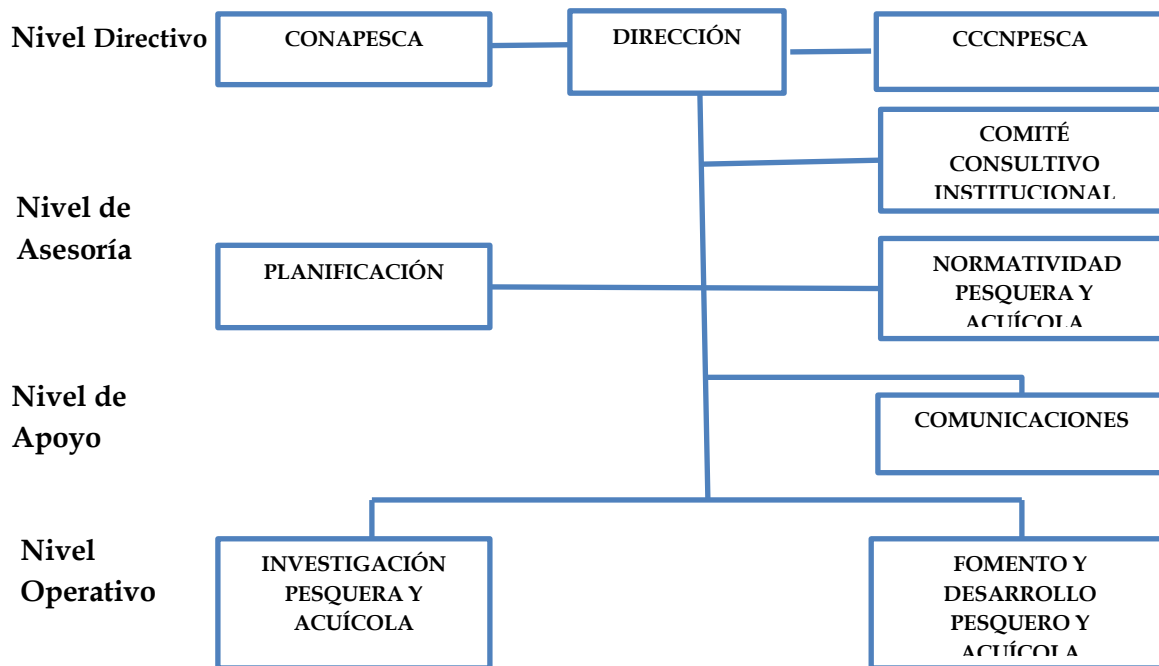 Nivel Directivo
CONAPESCA
DIRECCIÓN
CCCNPESCA
COMITÉ
CONSULTIVO
INSTITUCIONAL
Nivel de
Asesoría
PLANIFICACIÓN
NORMATIVIDAD
PESQUERA Y
ACUÍCOLA
Nivel de
Apoyo
COMUNICACIONES
Nivel
Operativo
INVESTIGACIÓN
PESQUERA Y
ACUÍCOLA
FOMENTO Y
DESARROLLO
PESQUERO Y
ACUÍCOLA